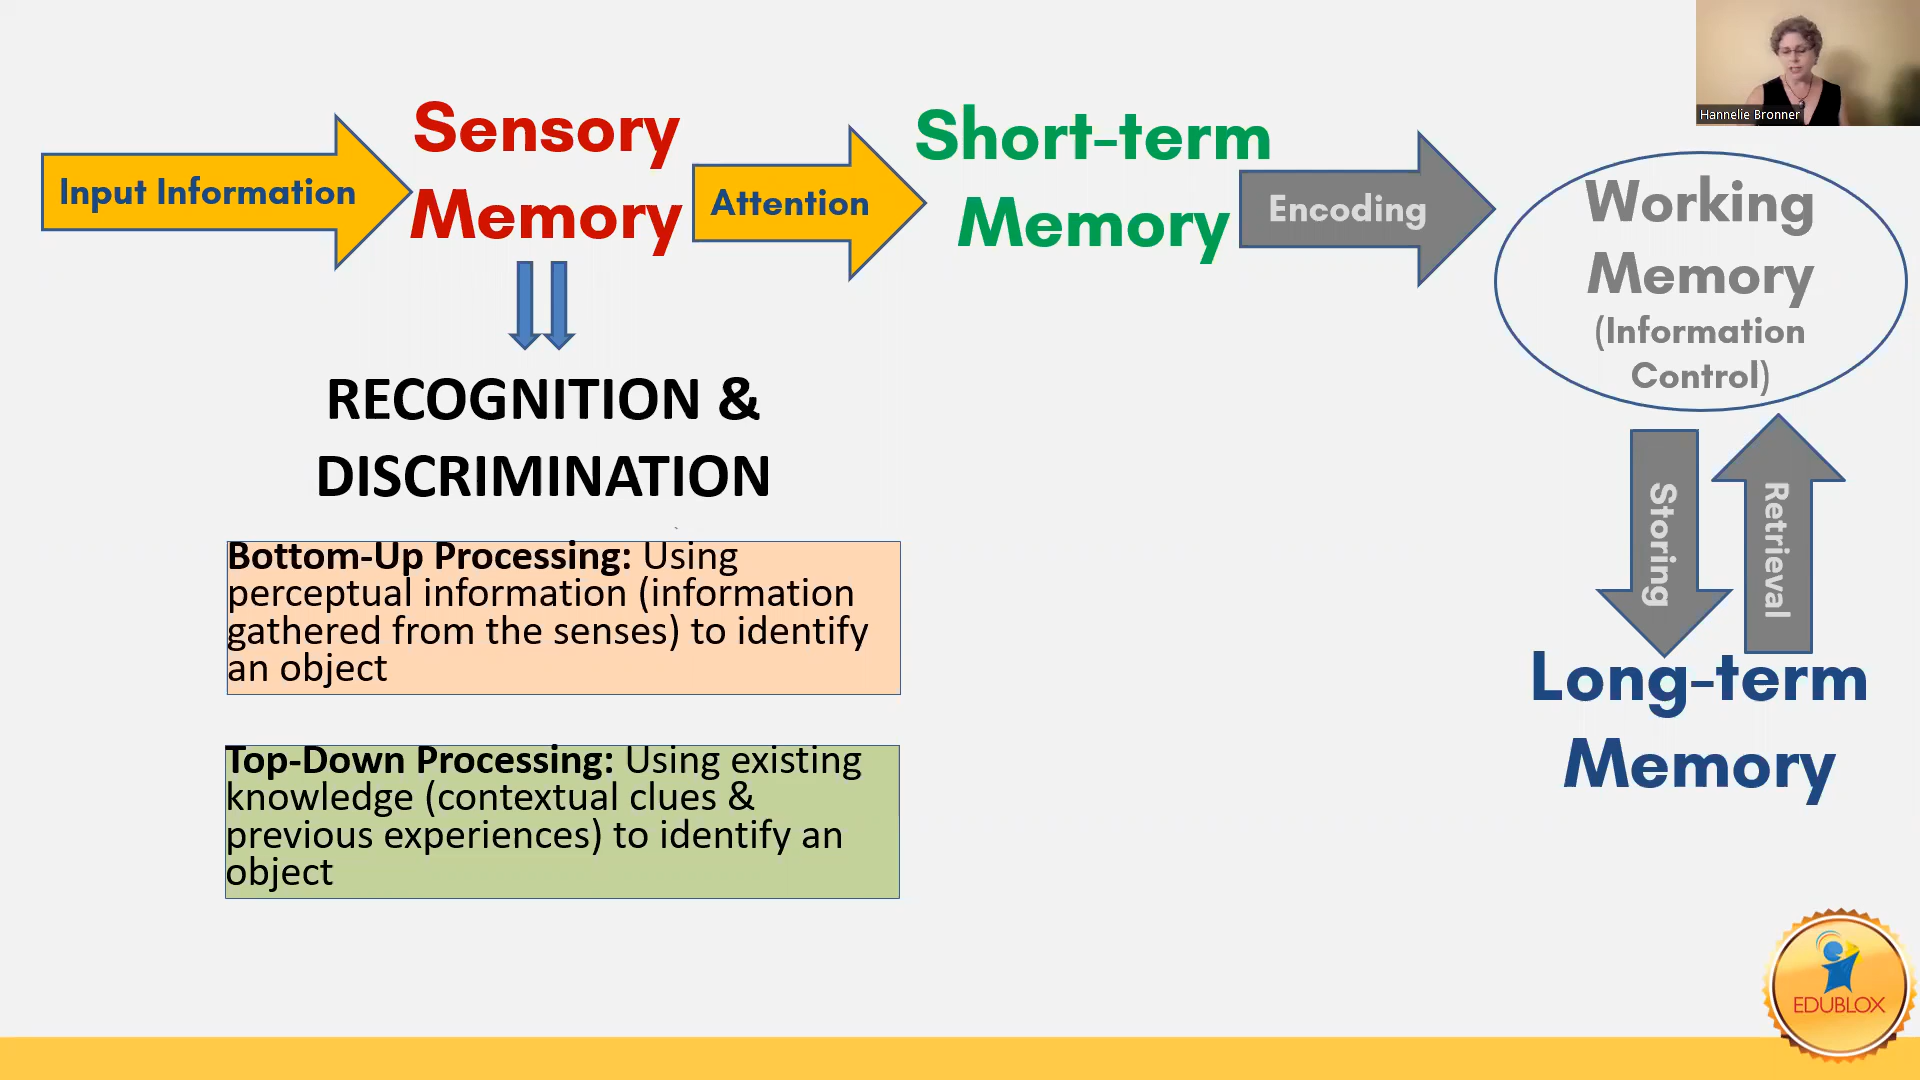 Hannelie Bronner
Input Information
Sensory
Memory
Attention
Short-term
Memory
Encoding
Working
Memory
(Information
Control)
RECOGNITION &
DISCRIMINATION
Bottom-Up Processing: Using
perceptual information (information
gathered from the senses) to identify
an object
Top-Down Processing: Using existing
knowledge (contextual clues &
previous experiences) to identify an
object
Storing
Retrieval
Long-term
Memory
EDUBLOX